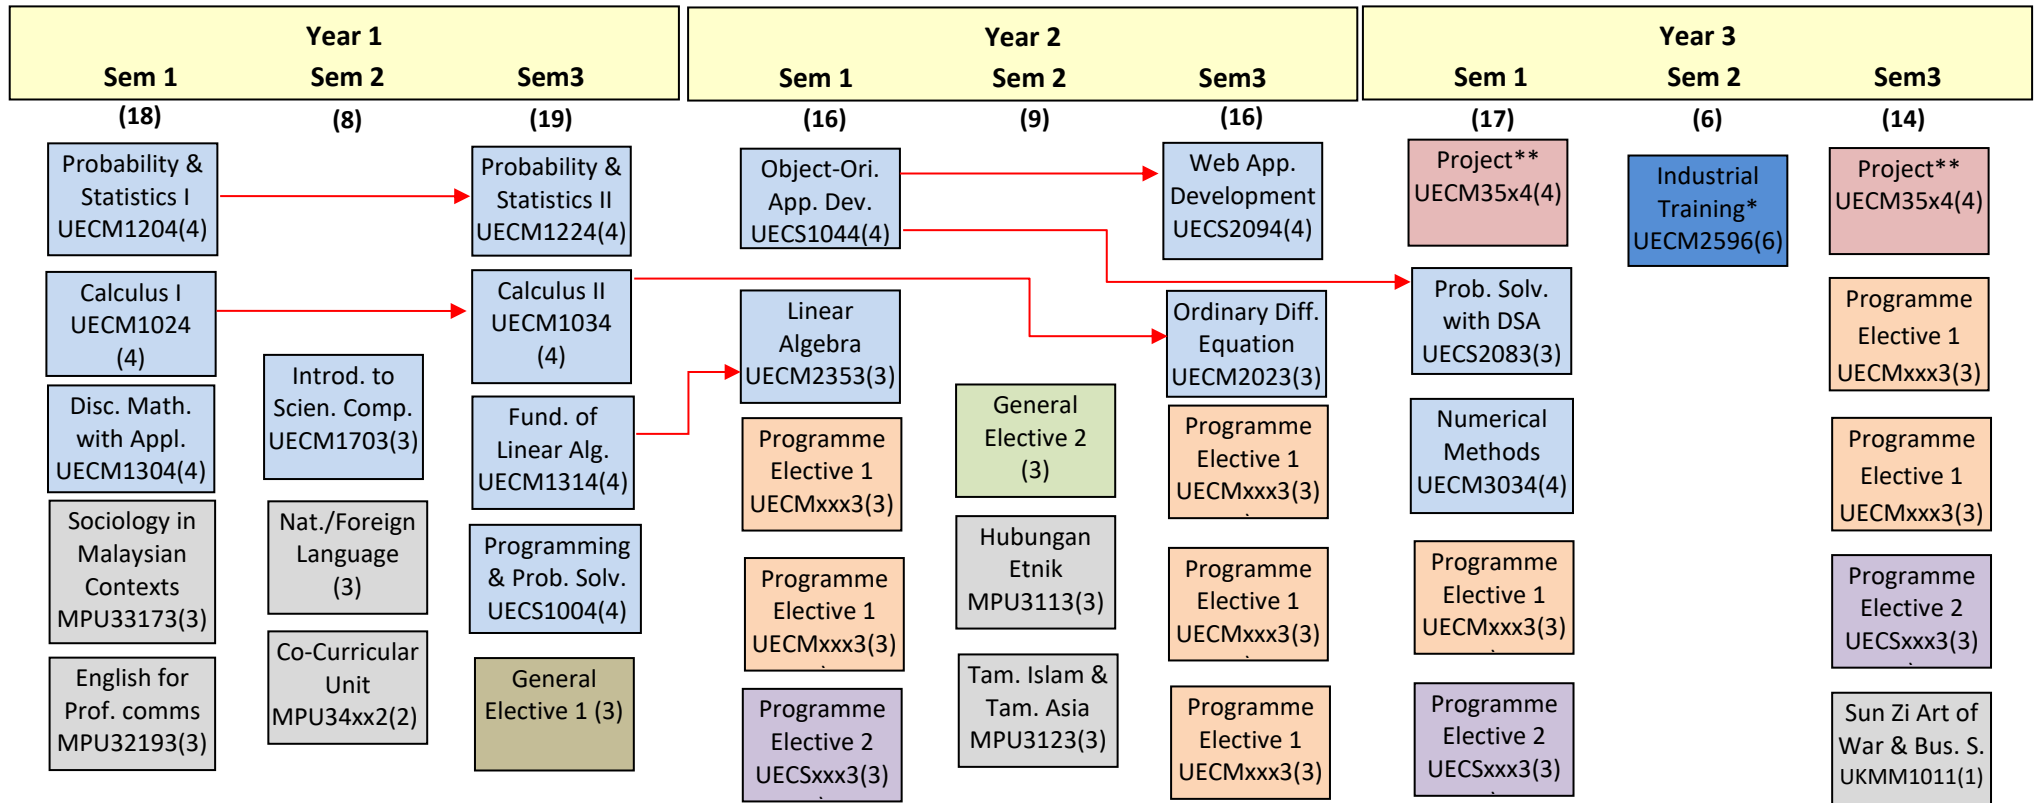 Year 1
Sem 1 Sem 2 Sem3
Year 2
Sem 1 Sem 2 Sem3
Year 3
Sem 1 Sem 2 Sem3
(18)
Probability &
Statistics I
UECM1204(4)
Calculus I
UECM1024
(4)
Disc. Math.
with Appl.
UECM1304(4)
Sociology in
Malaysian
Contexts
MPU33173(3)
English for
Prof. comms
MPU32193(3)
(8)
Introd. to
Scien. Comp.
UECM1703(3)
Nat./Foreign
Language
(3)
Co-Curricular
Unit
MPU34xx2(2)
(19)
Probability &
Statistics II
UECM1224(4)
Calculus II
UECM1034
(4)
Fund. of
Linear Alg.
UECM1314(4)
Programming
& Prob. Solv.
UECS1004(4)
General
Elective 1 (3)
(16)
Object-Ori.
App. Dev.
UECS1044(4)
Linear
Algebra
UECM2353(3)
Programme
Elective 1
UECMxxx3(3)
Programme
Elective 1
UECMxxx3(3)
Programme
Elective 2
UECSxxx3(3)
(9)
General
Elective 2
(3)
Hubungan
Etnik
MPU3113(3)
Tam. Islam &
Tam. Asia
MPU3123(3)
(16)
Web App.
Development
UECS2094(4)
Ordinary Diff.
Equation
UECM2023(3)
Programme
Elective 1
UECMxxx3(3)
Programme
Elective 1
UECMxxx3(3)
Programme
Elective 1
UECMxxx3(3)
(17)
Project**
UECM35x4(4)
Prob. Solv.
with DSA
UECS2083(3)
Numerical
Methods
UECM3034(4)
Programme
Elective 1
UECMxxx3(3)
Programme
Elective 2
UECSxxx3(3)
(6)
Industrial
Training*
UECM2596(6)
(14)
Project**
UECM35x4(4)
Programme
Elective 1
UECMxxx3(3)
Programme
Elective 1
UECMxxx3(3)
Programme
Elective 2
UECSxxx3(3)
Sun Zi Art of
War & Bus. S.
UKMM1011(1)